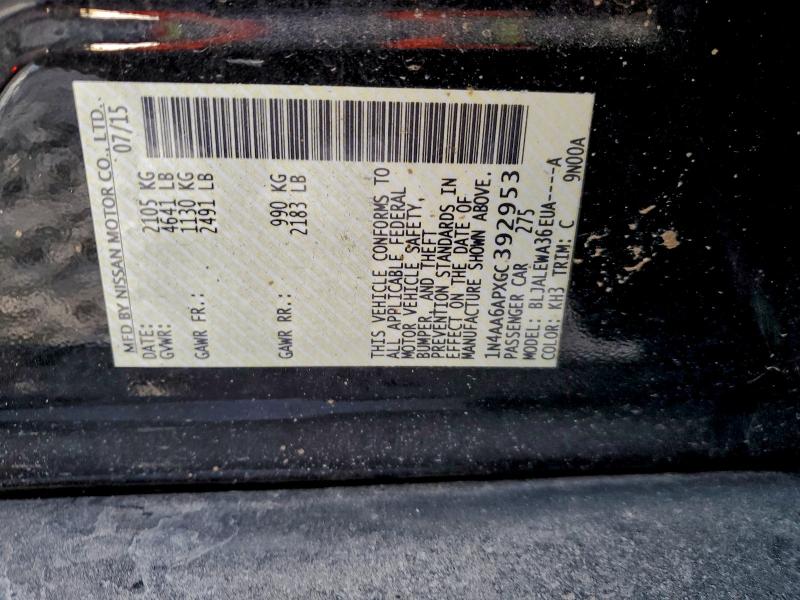 MFD BY NISSAN MOTOR CO., LTD.
DATE: 07/15
GVWR: 2105 KG
4641 LB
GAWR FR.: 1130 KG
2491 LB
GAWR RR.: 990 KG
2183 LB
THIS VEHICLE CONFORMS TO
ALL APPLICABLE FEDERAL
MOTOR VEHICLE SAFETY,
BUMPER, AND THEFT
PREVENTION STANDARDS IN
EFFECT ON THE DATE OF
MANUFACTURE SHOWN ABOVE.
1N4AA6APXGC392953
PASSENGER CAR 275
MODEL: BLJALEWA36EUA----A
COLOR: KH3 TRIM: C 9N00A